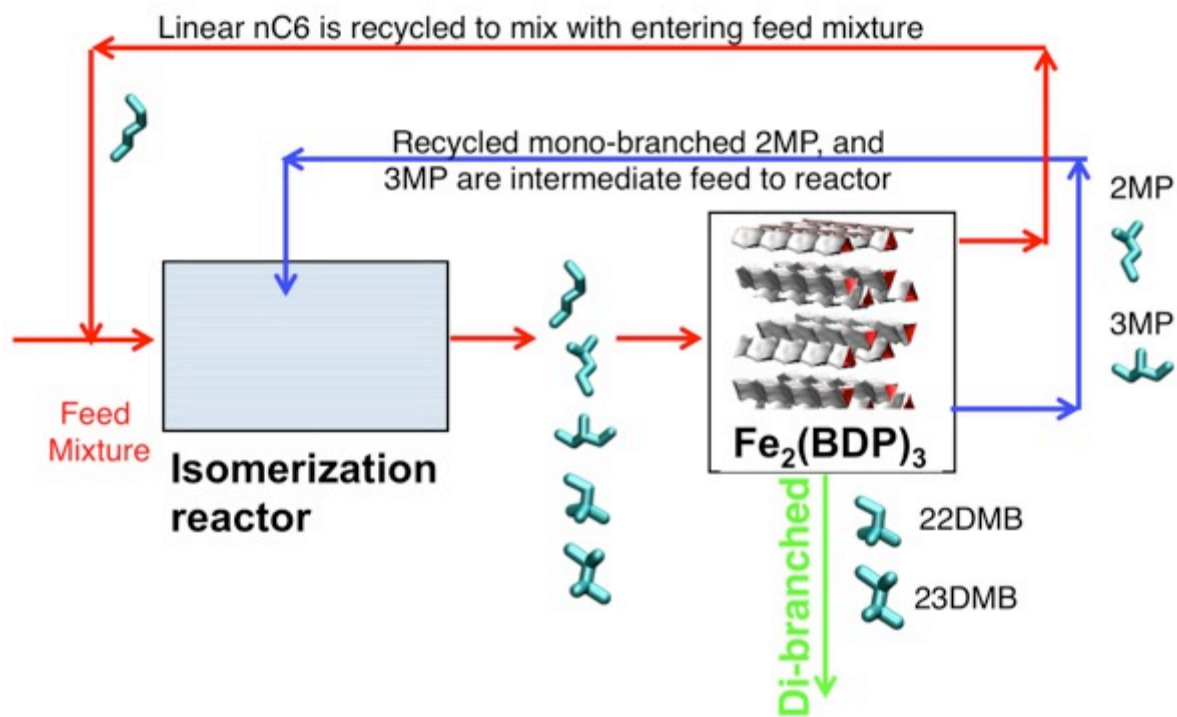 Linear nC6 is recycled to mix with entering feed mixture
Recycled mono-branched 2MP, and
3MP are intermediate feed to reactor
2MP
3MP
Feed
Mixture
Isomerization
reactor
Fe₂(BDP)₃
Di-branched
22DMB
23DMB